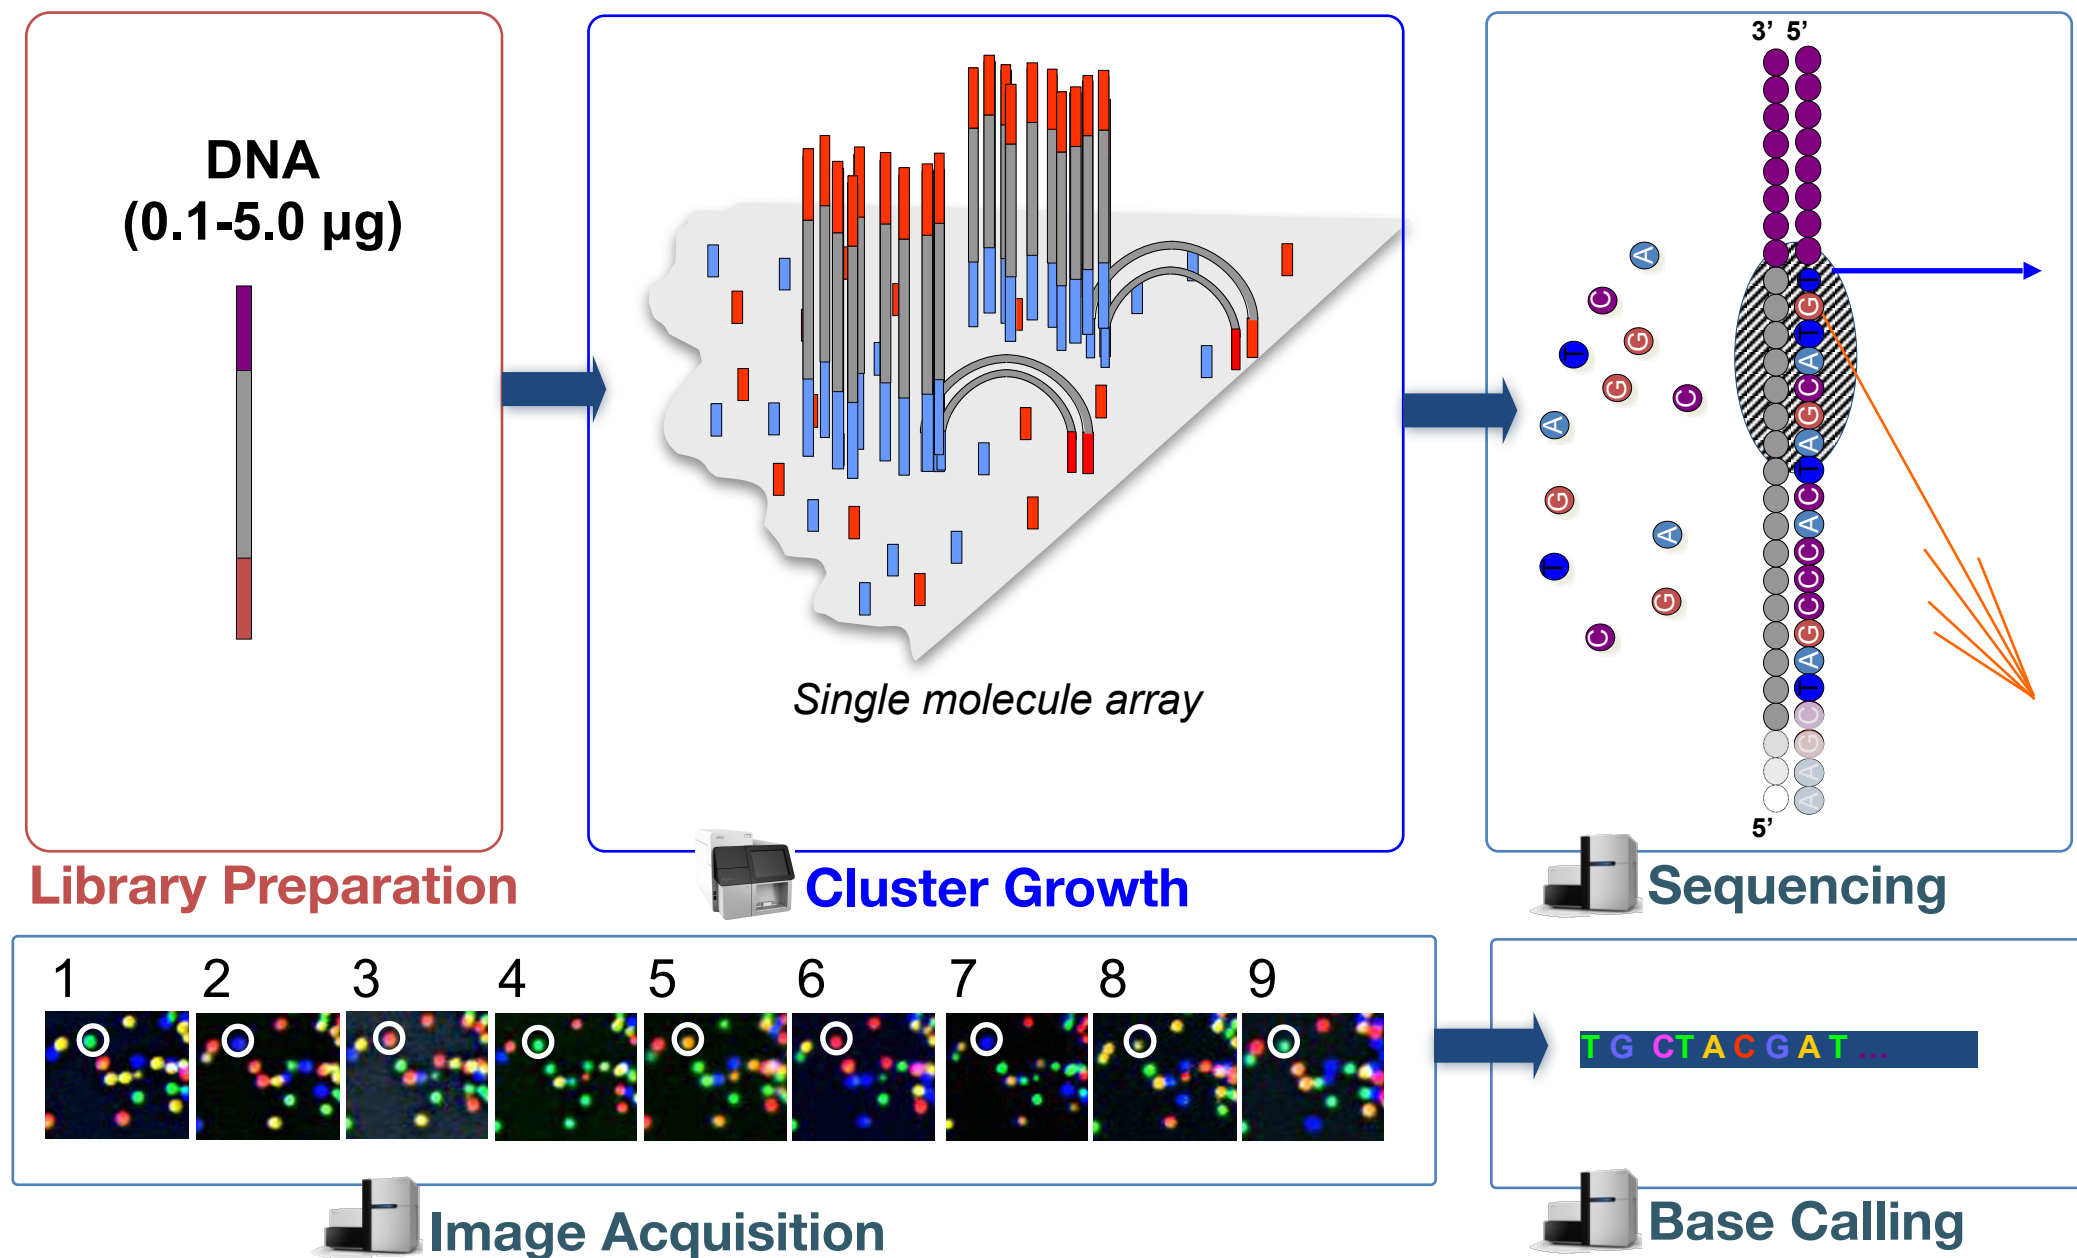 DNA
(0.1-5.0 µg)
Library Preparation
Single molecule array
Cluster Growth
3’ 5’
T
G
T
A
C
G
A
T
C
A
C
C
C
G
A
T
C
G
A
A
5’
A
C
G
T
G
C
A
G
A
T
G
C
Sequencing
1 2 3 4 5 6 7 8 9
Image Acquisition
T G CT A C G A T ...
Base Calling